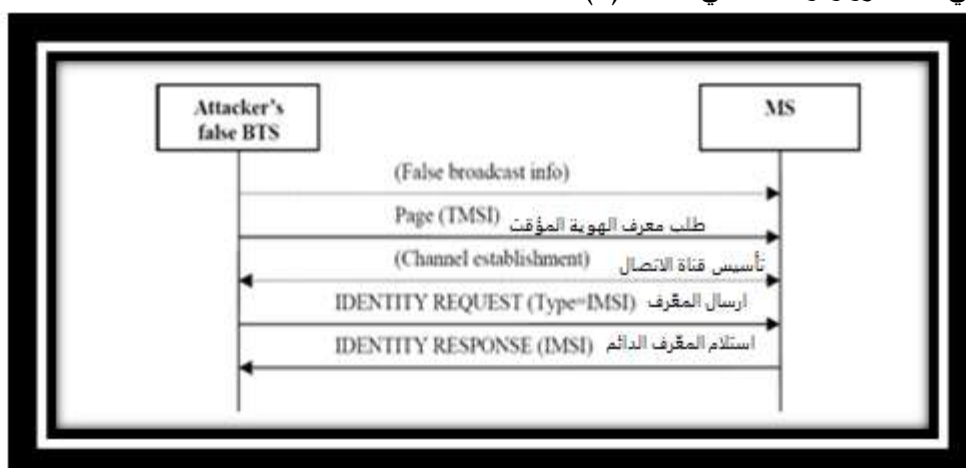 Attacker's
false BTS
MS
(False broadcast info)
Page (TMSI) طلب معرف الهوية المؤقت
(Channel establishment) تأسيس قناة الاتصال
IDENTITY REQUEST (Type=IMSI) ارسال المعّرف
IDENTITY RESPONSE (IMSI) استلام المعّرف الدائم